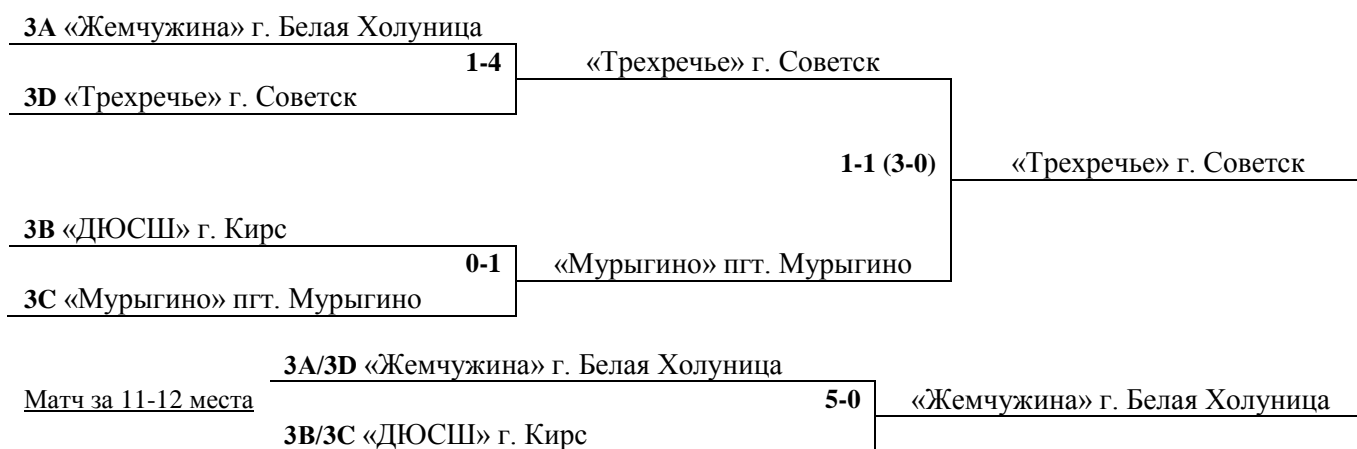 3A «Жемчужина» г. Белая Холуница
1-4
«Трехречье» г. Советск
3D «Трехречье» г. Советск
1-1 (3-0)
«Трехречье» г. Советск
3B «ДЮСШ» г. Кирс
0-1
«Мурыгино» пгт. Мурыгино
3C «Мурыгино» пгт. Мурыгино
3A/3D «Жемчужина» г. Белая Холуница
Матч за 11-12 места
5-0
«Жемчужина» г. Белая Холуница
3B/3C «ДЮСШ» г. Кирс